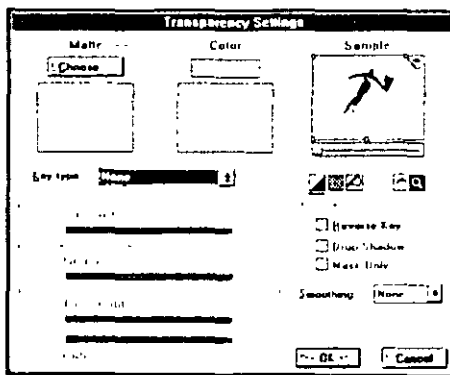 Transparency Settings
Matte
Color
Sample
Choose
Key type: None
Reverse Key
Drop Shadow
Mask Only
Smoothing: None
OK
Cancel